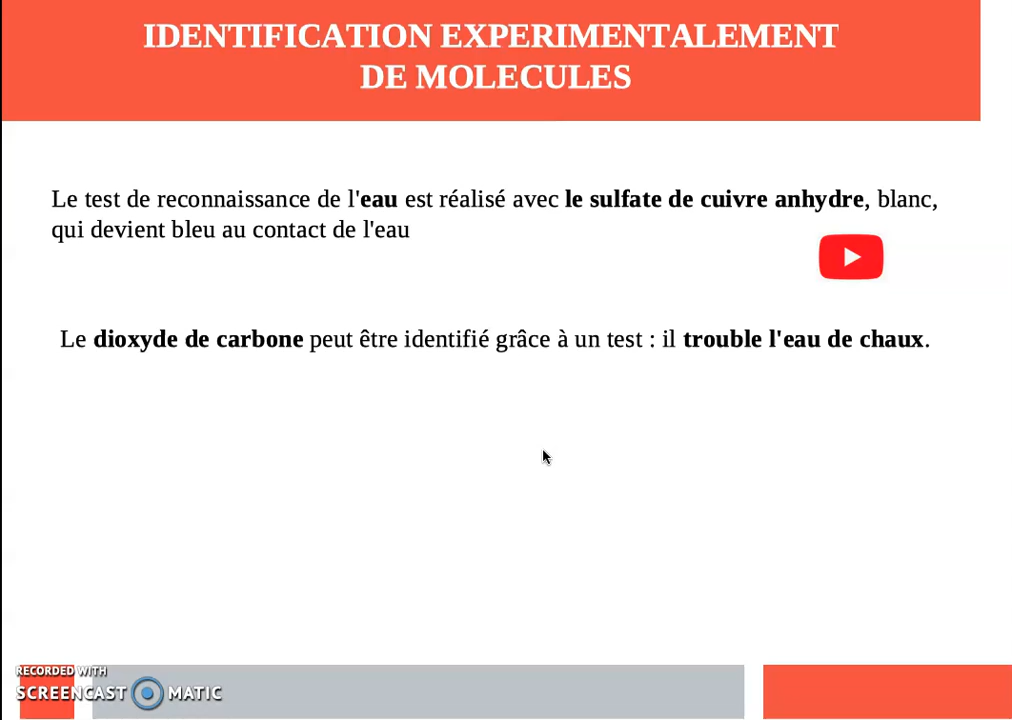 IDENTIFICATION EXPERIMENTALEMENT
DE MOLECULES
Le test de reconnaissance de l'eau est réalisé avec le sulfate de cuivre anhydre, blanc,
qui devient bleu au contact de l'eau
Le dioxyde de carbone peut être identifié grâce à un test : il trouble l'eau de chaux.
RECORDED WITH
SCREENCAST MATIC